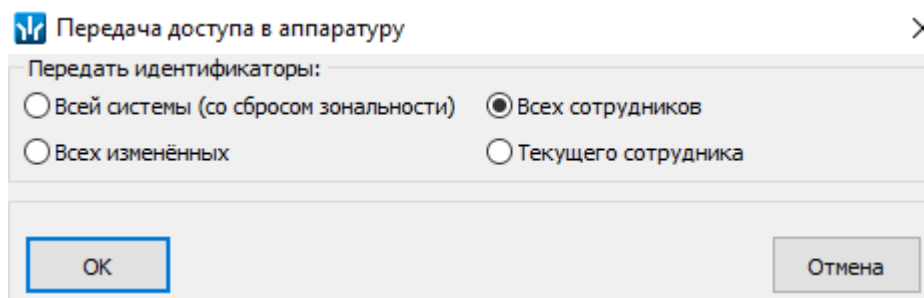 Передача доступа в аппаратуру
Передать идентификаторы:
Всей системы (со сбросом зональности) Всех сотрудников
Всех изменённых Текущего сотрудника
ОК Отмена